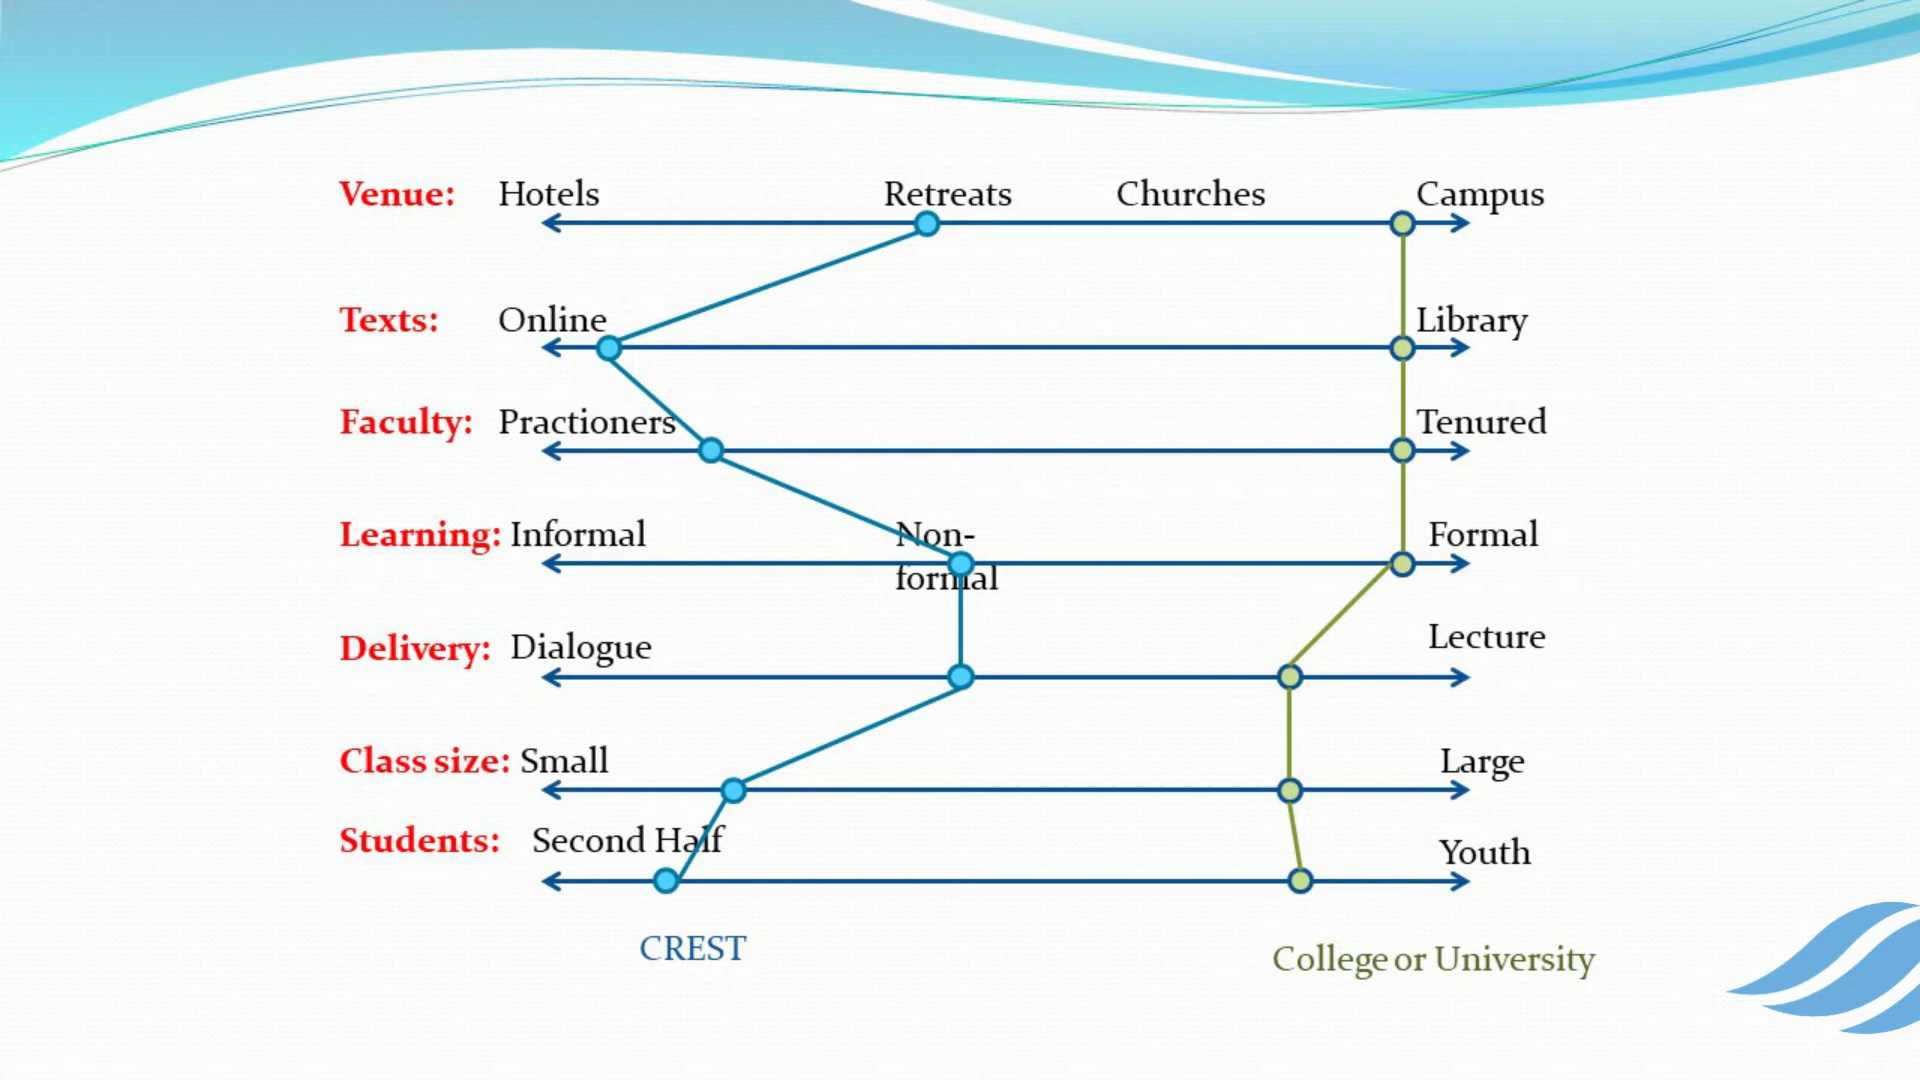 Venue: Hotels Retreats Churches Campus
Texts: Online Library
Faculty: Practioners Tenured
Learning: Informal Non-formal Formal
Delivery: Dialogue Lecture
Class size: Small Large
Students: Second Half Youth
CREST College or University